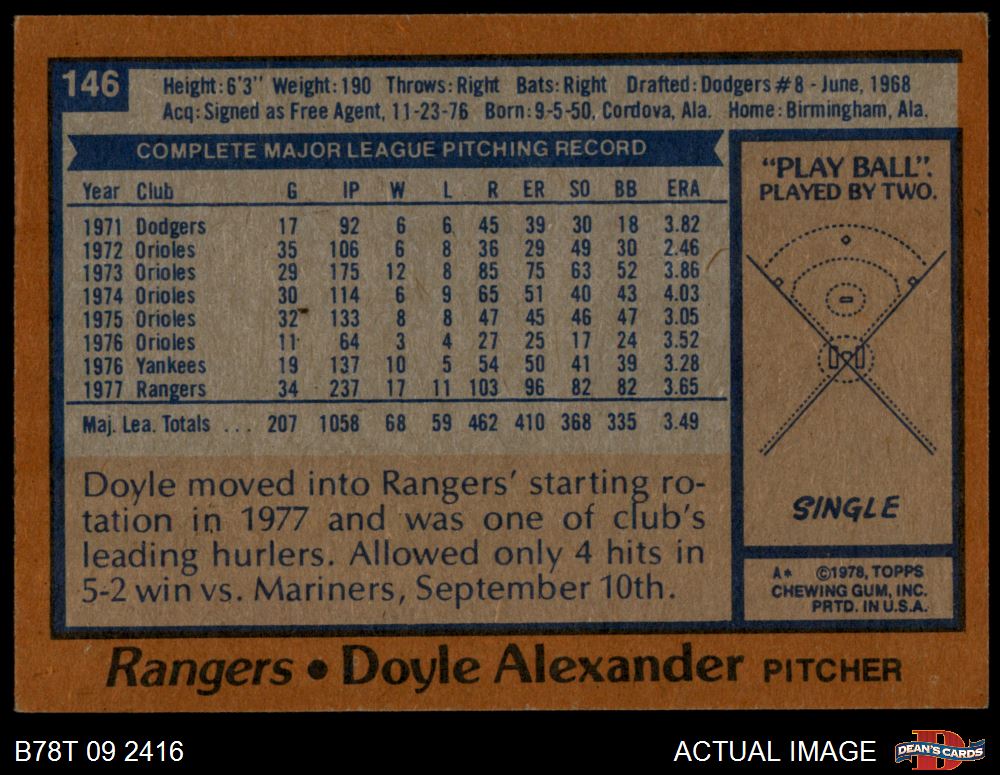 146
Height: 6'3" Weight: 190 Throws: Right Bats: Right Drafted: Dodgers #8 - June, 1968
Acq: Signed as Free Agent, 11-23-76 Born: 9-5-50, Cordova, Ala. Home: Birmingham, Ala.
COMPLETE MAJOR LEAGUE PITCHING RECORD
Year Club G IP W L R ER SO BB ERA
1971 Dodgers 17 92 6 6 45 39 30 18 3.82
1972 Orioles 35 106 6 8 36 29 49 30 2.46
1973 Orioles 29 175 12 8 85 75 63 52 3.86
1974 Orioles 30 114 6 9 65 51 40 43 4.03
1975 Orioles 32 133 8 8 47 45 46 47 3.05
1976 Orioles 11 64 3 4 27 25 17 24 3.52
1976 Yankees 19 137 10 5 54 50 41 39 3.28
1977 Rangers 34 237 17 11 103 96 82 82 3.65
Maj. Lea. Totals ... 207 1058 68 59 462 410 368 335 3.49
Doyle moved into Rangers' starting ro-
tation in 1977 and was one of club's
leading hurlers. Allowed only 4 hits in
5-2 win vs. Mariners, September 10th.
"PLAY BALL".
PLAYED BY TWO.
SINGLE
A* ©1978, TOPPS
CHEWING GUM, INC.
PRTD. IN U.S.A.
Rangers • Doyle Alexander PITCHER
B78T 09 2416
ACTUAL IMAGE
DEAN'S CARDS